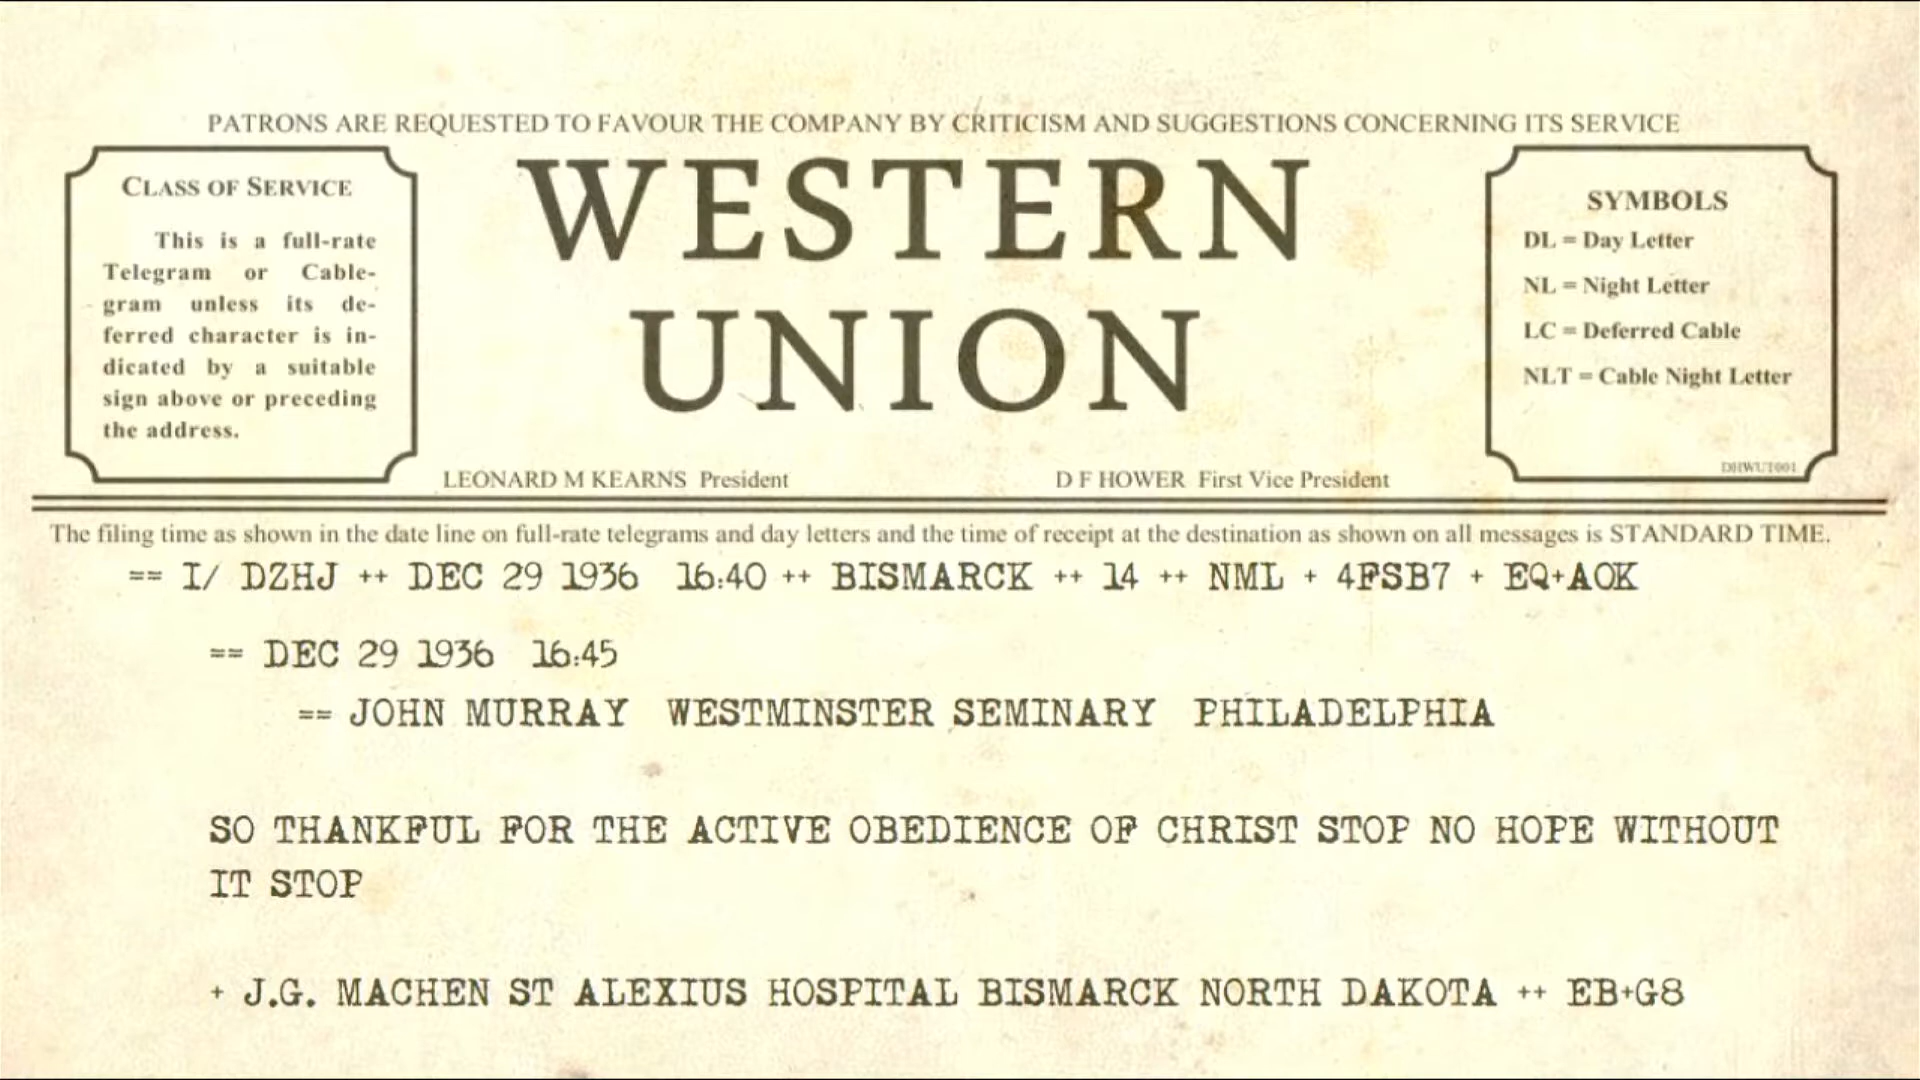 PATRONS ARE REQUESTED TO FAVOUR THE COMPANY BY CRITICISM AND SUGGESTIONS CONCERNING ITS SERVICE
CLASS OF SERVICE
This is a full-rate
Telegram or Cable-
gram unless its de-
ferred character is in-
dicated by a suitable
sign above or preceding
the address.
WESTERN
UNION
LEONARD M KEARNS President
D F HOWER First Vice President
SYMBOLS
DL = Day Letter
NL = Night Letter
LC = Deferred Cable
NLT = Cable Night Letter
DHWUT001
The filing time as shown in the date line on full-rate telegrams and day letters and the time of receipt at the destination as shown on all messages is STANDARD TIME.
== I/ DZHJ ++ DEC 29 1936 16:40 ++ BISMARCK ++ 14 ++ NML + 4FSB7 + EQ+AOK
== DEC 29 1936 16:45
== JOHN MURRAY WESTMINSTER SEMINARY PHILADELPHIA
SO THANKFUL FOR THE ACTIVE OBEDIENCE OF CHRIST STOP NO HOPE WITHOUT
IT STOP
+ J.G. MACHEN ST ALEXIUS HOSPITAL BISMARCK NORTH DAKOTA ++ EB+G8